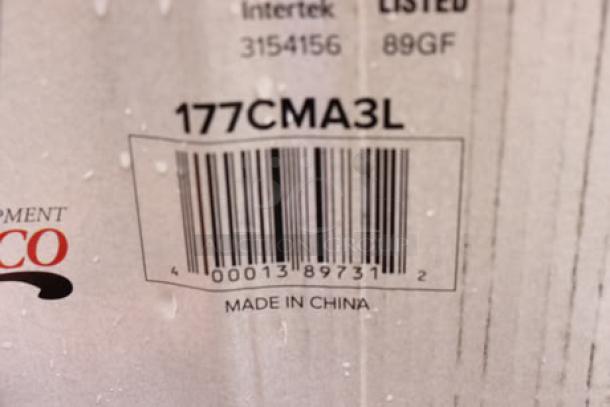 Intertek LISTED
3154156 89GF
177CMA3L
4 00013 89731 2
PMENT
CO
MADE IN CHINA